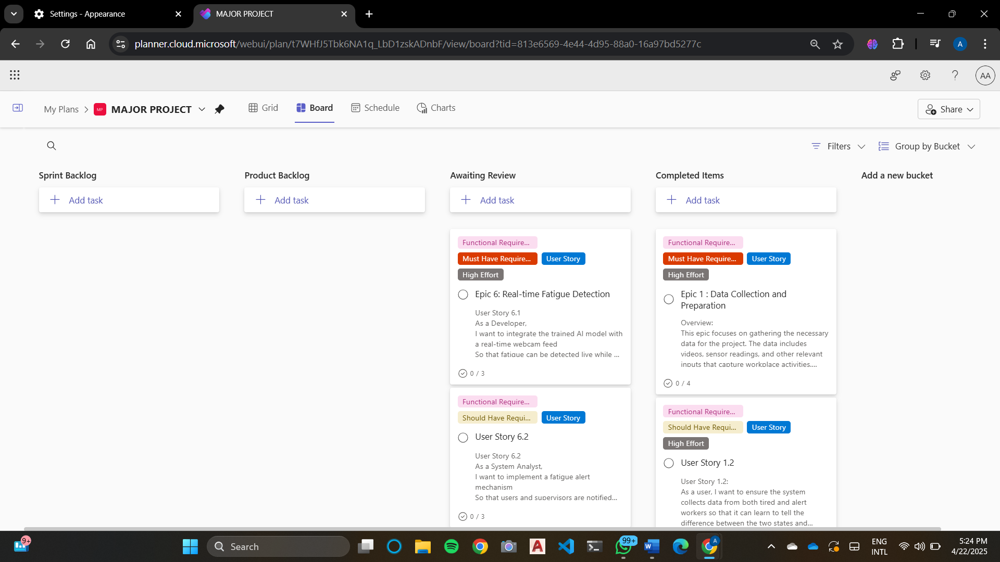 Settings - Appearance
MAJOR PROJECT
planner.cloud.microsoft/webui/plan/t7WHfJ5Tbk6NA1q_LbD1zskADnbF/view/board?tid=813e6569-4e44-4d95-88a0-16a97bd5277c
A
AA
My Plans
MP
MAJOR PROJECT
Grid
Board
Schedule
Charts
Share
Filters
Group by Bucket
Sprint Backlog
Add task
Product Backlog
Add task
Awaiting Review
Add task
Functional Require...
Must Have Require...
User Story
High Effort
Epic 6: Real-time Fatigue Detection
User Story 6.1
As a Developer,
I want to integrate the trained AI model with
a real-time webcam feed
So that fatigue can be detected live while ...
0 / 3
Functional Require...
Should Have Requi...
User Story
User Story 6.2
User Story 6.2
As a System Analyst,
I want to implement a fatigue alert
mechanism
So that users and supervisors are notified...
0 / 3
Completed Items
Add task
Functional Require...
Must Have Require...
User Story
High Effort
Epic 1 : Data Collection and
Preparation
Overview:
This epic focuses on gathering the necessary
data for the project. The data includes
videos, sensor readings, and other relevant
inputs that capture workplace activities....
0 / 4
Functional Require...
Should Have Requi...
User Story
High Effort
User Story 1.2
User Story 1.2:
As a user, I want to ensure the system
collects data from both tired and alert
workers so that it can learn to tell the
difference between the two states and...
Add a new bucket
9+
Search
99+
A
ENG
INTL
5:24 PM
4/22/2025